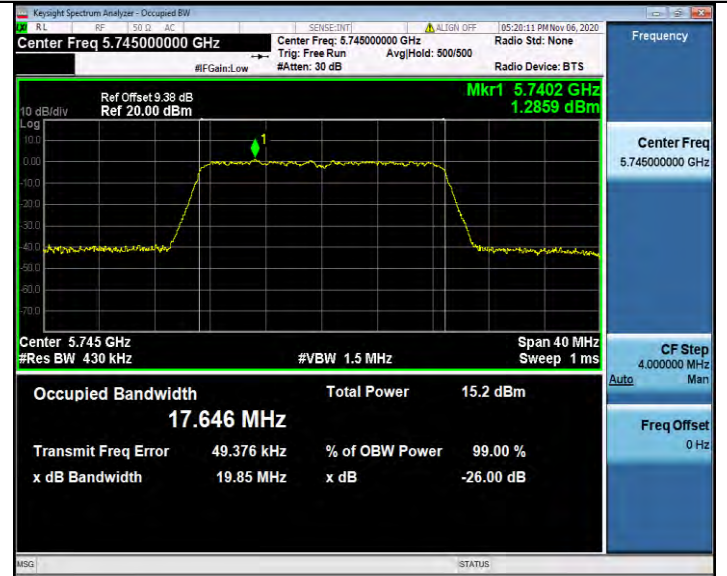 Keysight Spectrum Analyzer - Occupied BW
RL RF 50 Ω AC SENSE:INT ALIGN OFF 05:20:11 PM Nov 06, 2020
Center Freq 5.745000000 GHz
Center Freq: 5.745000000 GHz Radio Std: None
Trig: Free Run Avg|Hold: 500/500
#IFGain:Low #Atten: 30 dB Radio Device: BTS
Frequency
Ref Offset 9.38 dB
10 dB/div Ref 20.00 dBm
Mkr1 5.7402 GHz
1.2859 dBm
Log
10.0
0.00
-10.0
-20.0
-30.0
-40.0
-50.0
-60.0
-70.0
1
Center Freq
5.745000000 GHz
Center 5.745 GHz Span 40 MHz
#Res BW 430 kHz #VBW 1.5 MHz Sweep 1 ms
CF Step
4.000000 MHz
Auto Man
Occupied Bandwidth Total Power 15.2 dBm
17.646 MHz
Transmit Freq Error 49.376 kHz % of OBW Power 99.00 %
x dB Bandwidth 19.85 MHz x dB -26.00 dB
Freq Offset
0 Hz
MSG STATUS